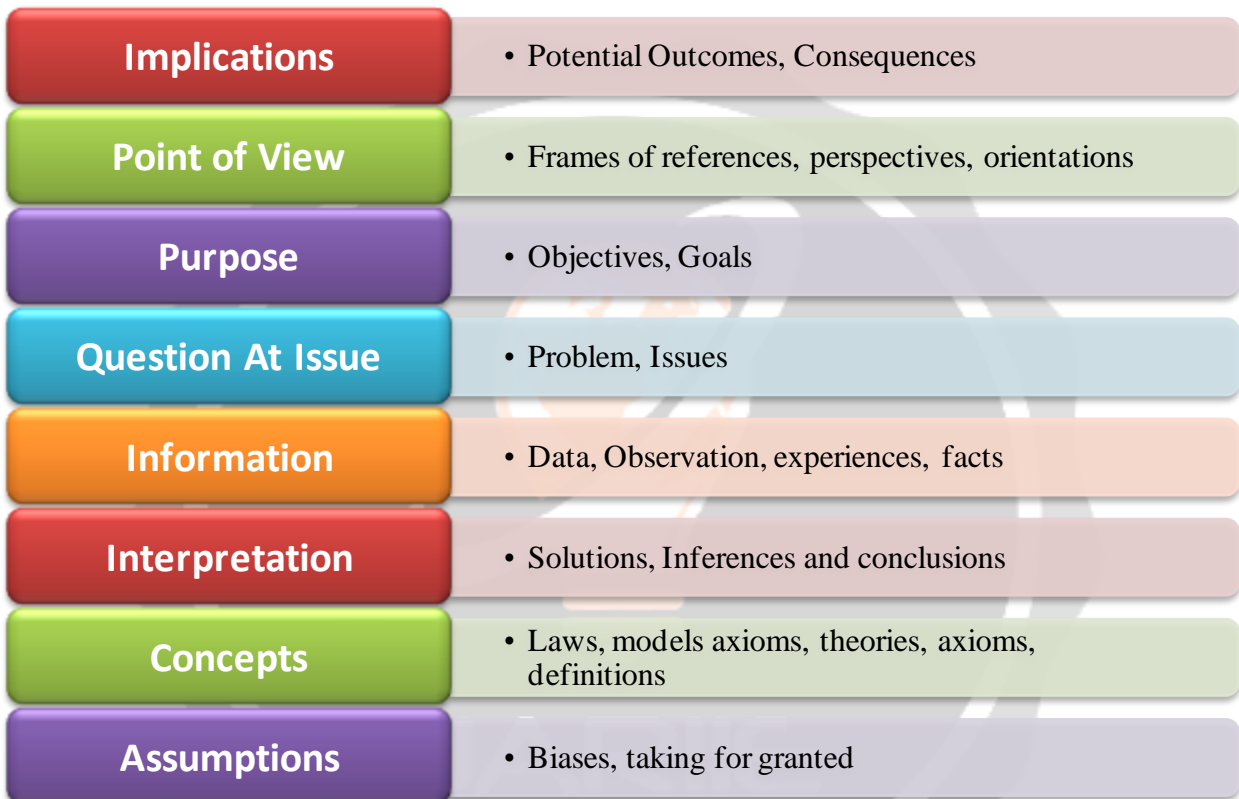 Implications
• Potential Outcomes, Consequences
Point of View
• Frames of references, perspectives, orientations
Purpose
• Objectives, Goals
Question At Issue
• Problem, Issues
Information
• Data, Observation, experiences, facts
Interpretation
• Solutions, Inferences and conclusions
Concepts
• Laws, models axioms, theories, axioms,
definitions
Assumptions
• Biases, taking for granted